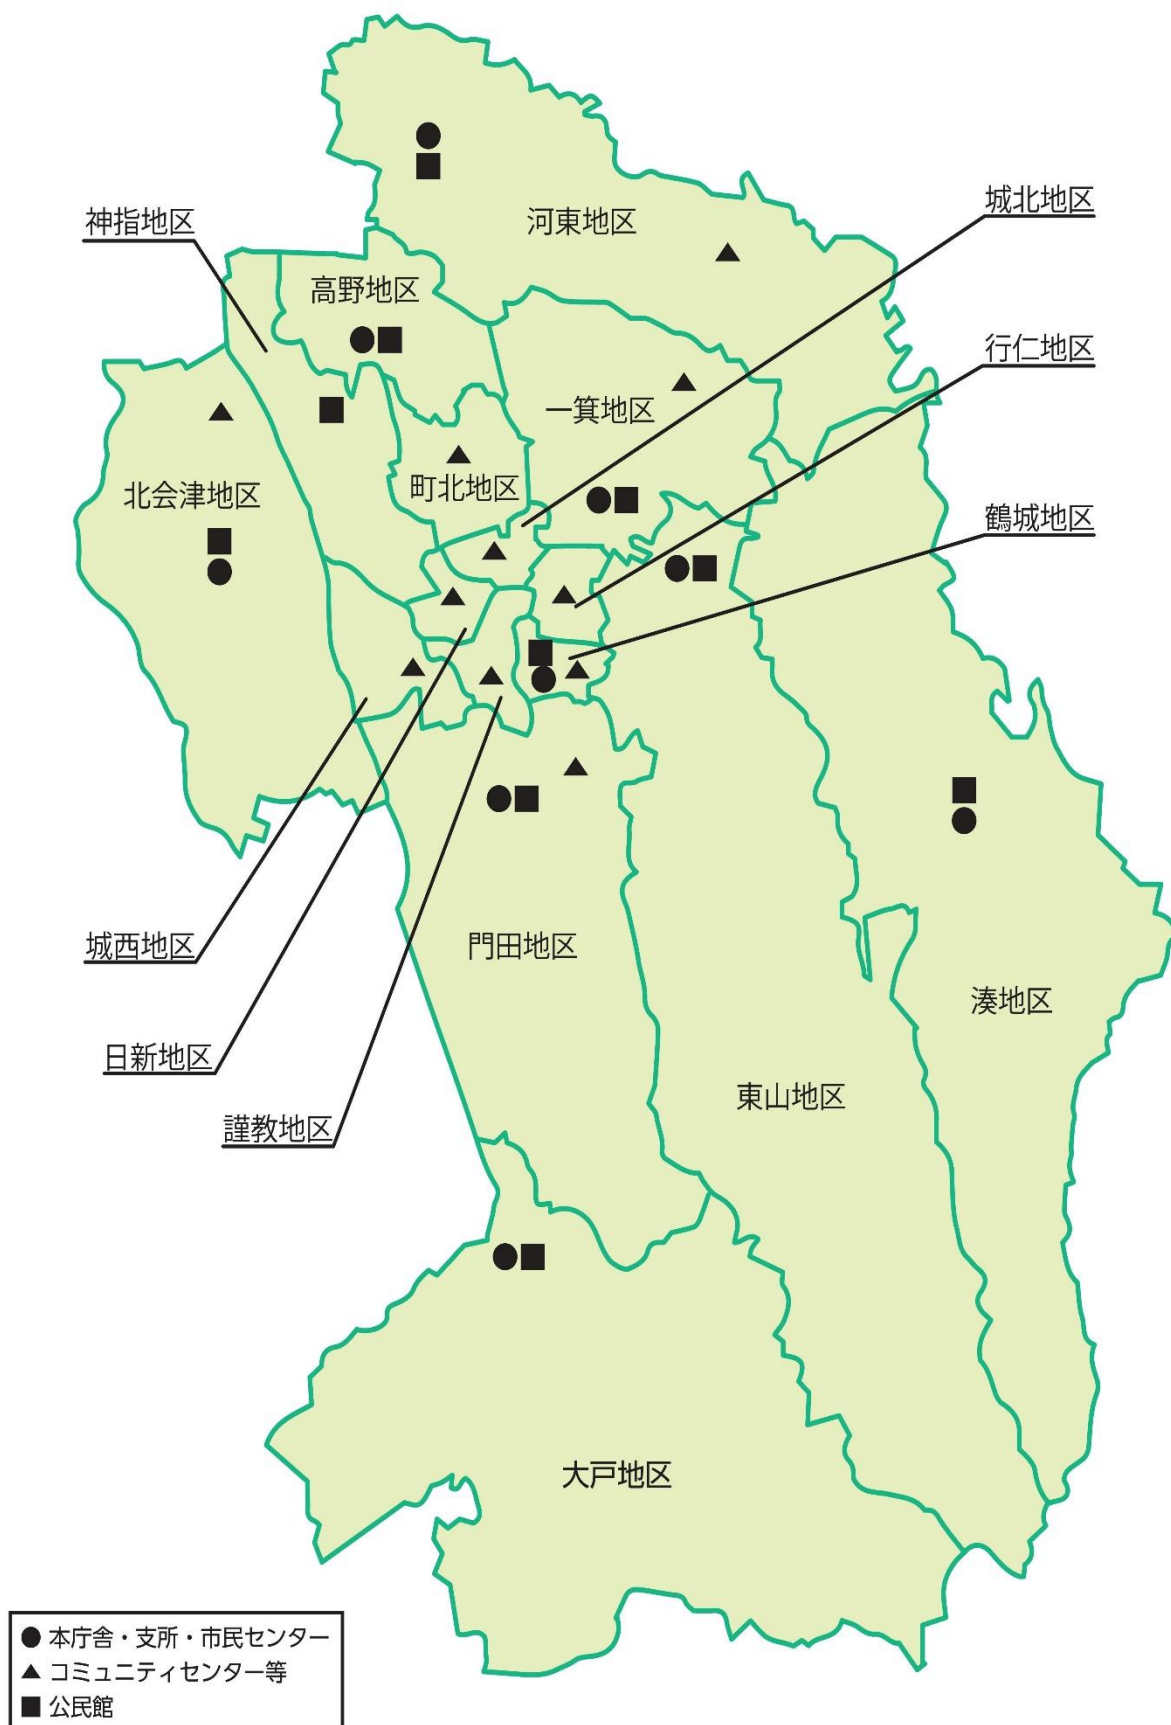 城北地区
神指地区
河東地区
高野地区
行仁地区
一箕地区
町北地区
北会津地区
鶴城地区
城西地区
門田地区
湊地区
日新地区
東山地区
謹教地区
大戸地区
● 本庁舎・支所・市民センター
▲ コミュニティセンター等
■ 公民館